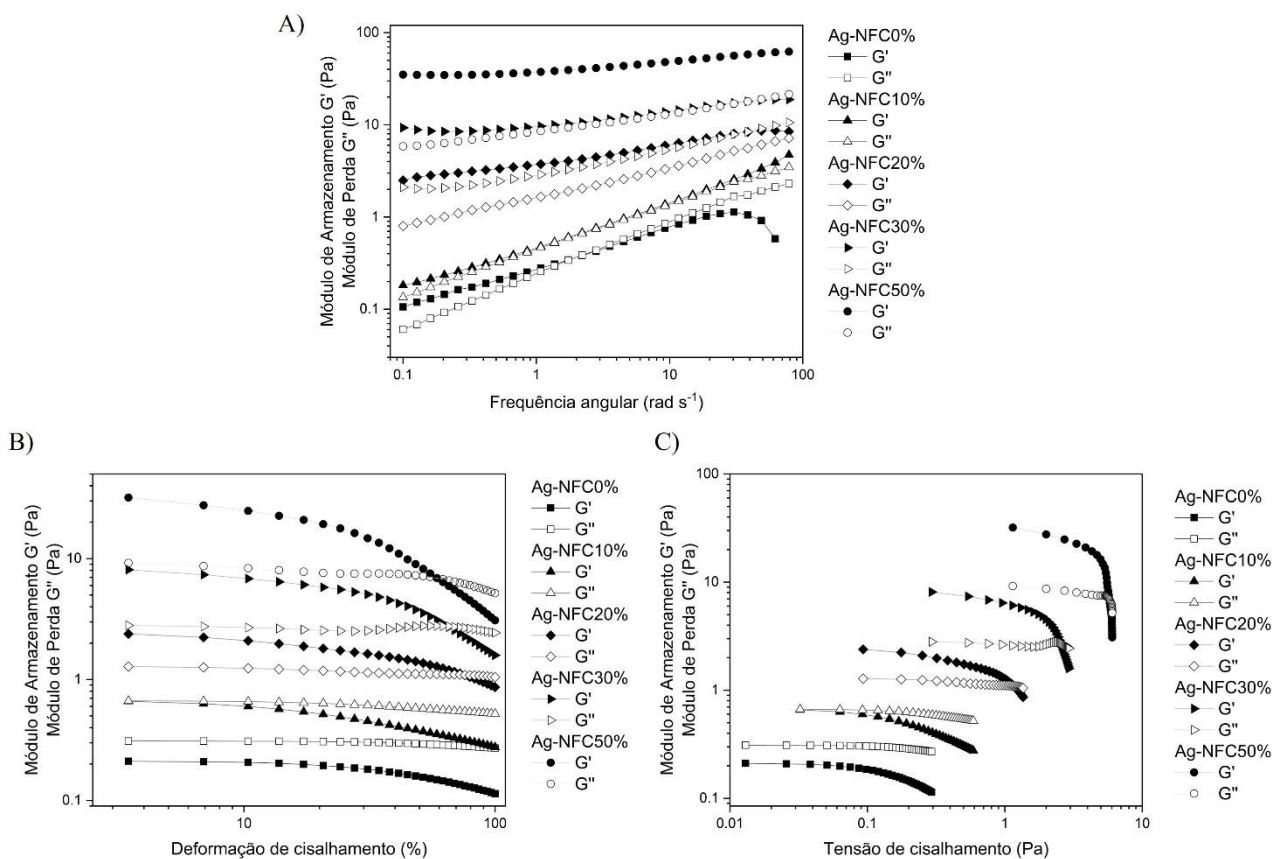 A)
Módulo de Armazenamento G' (Pa)
Módulo de Perda G" (Pa)
100
10
1
0.1
0.1
1
10
100
Frequência angular (rad s⁻¹)
Ag-NFC0%
G'
G"
Ag-NFC10%
G'
G"
Ag-NFC20%
G'
G"
Ag-NFC30%
G'
G"
Ag-NFC50%
G'
G"
B)
Módulo de Armazenamento G' (Pa)
Módulo de Perda G" (Pa)
10
1
0.1
10
100
Deformação de cisalhamento (%)
Ag-NFC0%
G'
G"
Ag-NFC10%
G'
G"
Ag-NFC20%
G'
G"
Ag-NFC30%
G'
G"
Ag-NFC50%
G'
G"
C)
Módulo de Armazenamento G' (Pa)
Módulo de Perda G" (Pa)
100
10
1
0.1
0.01
0.1
1
10
Tensão de cisalhamento (Pa)
Ag-NFC0%
G'
G"
Ag-NFC10%
G'
G"
Ag-NFC20%
G'
G"
Ag-NFC30%
G'
G"
Ag-NFC50%
G'
G"